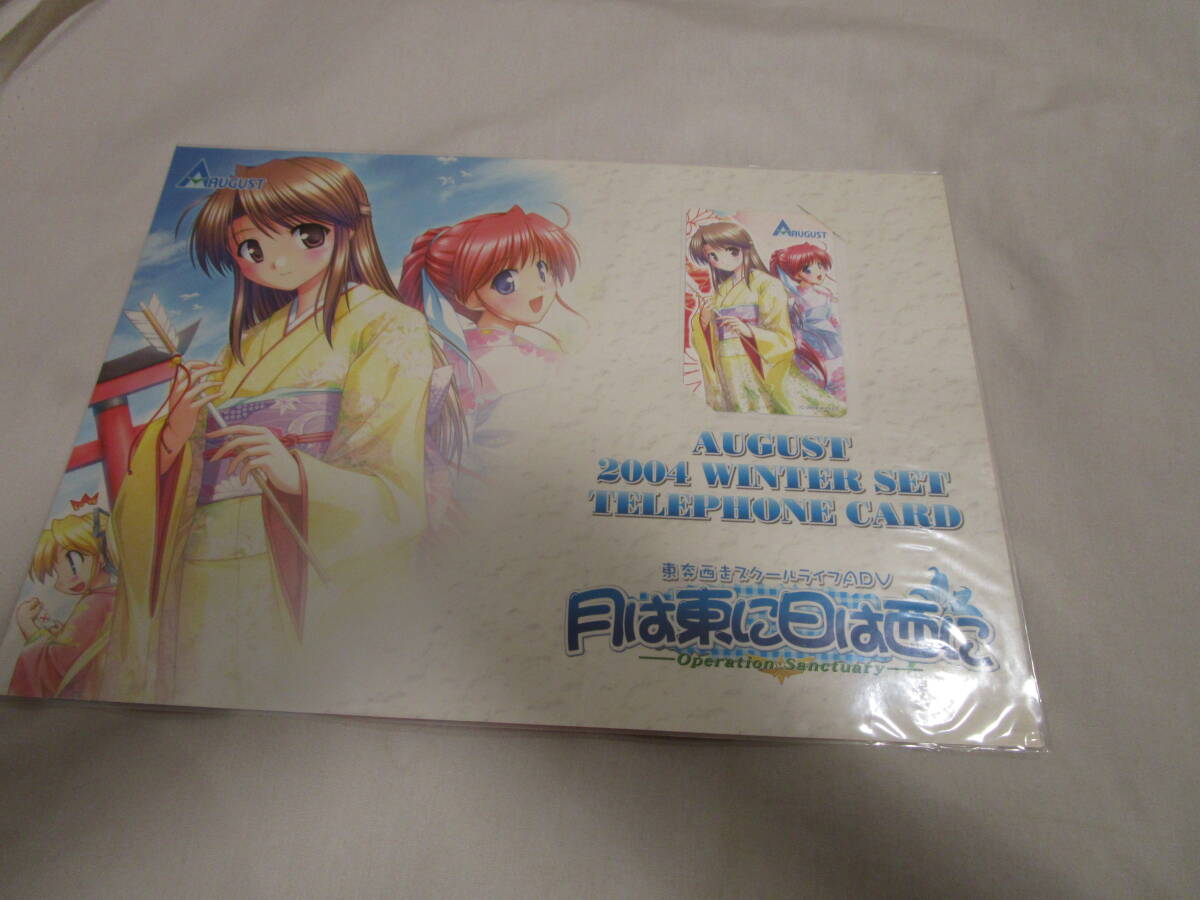 AUGUST
AUGUST
AUGUST
2004 WINTER SET
TELEPHONE CARD
東奔西走スクールライフADV
月は東に日は西に
Operation Sanctuary